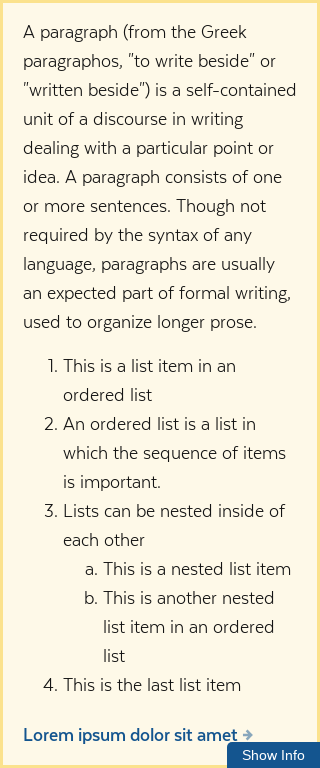 A paragraph (from the Greek
paragraphos, "to write beside" or
"written beside") is a self-contained
unit of a discourse in writing
dealing with a particular point or
idea. A paragraph consists of one
or more sentences. Though not
required by the syntax of any
language, paragraphs are usually
an expected part of formal writing,
used to organize longer prose.
1. This is a list item in an
ordered list
2. An ordered list is a list in
which the sequence of items
is important.
3. Lists can be nested inside of
each other
a. This is a nested list item
b. This is another nested
list item in an ordered
list
4. This is the last list item
Lorem ipsum dolor sit amet →
Show Info